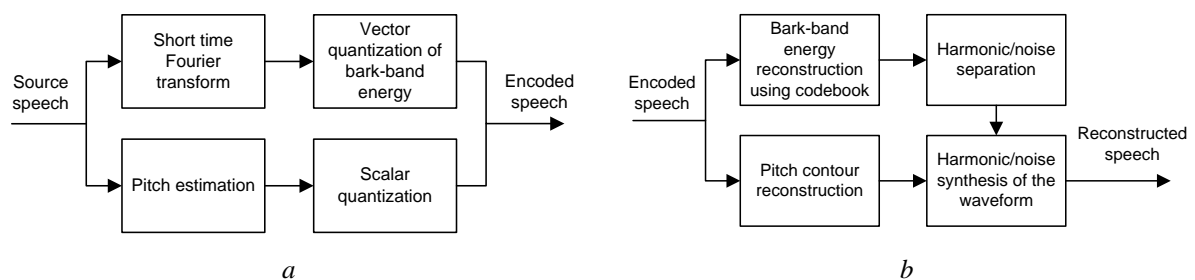 Source
speech
Short time
Fourier
transform
Vector
quantization of
bark-band
energy
Pitch estimation
Scalar
quantization
Encoded
speech
a
Encoded
speech
Bark-band
energy
reconstruction
using codebook
Harmonic/noise
separation
Pitch contour
reconstruction
Harmonic/noise
synthesis of the
waveform
Reconstructed
speech
b